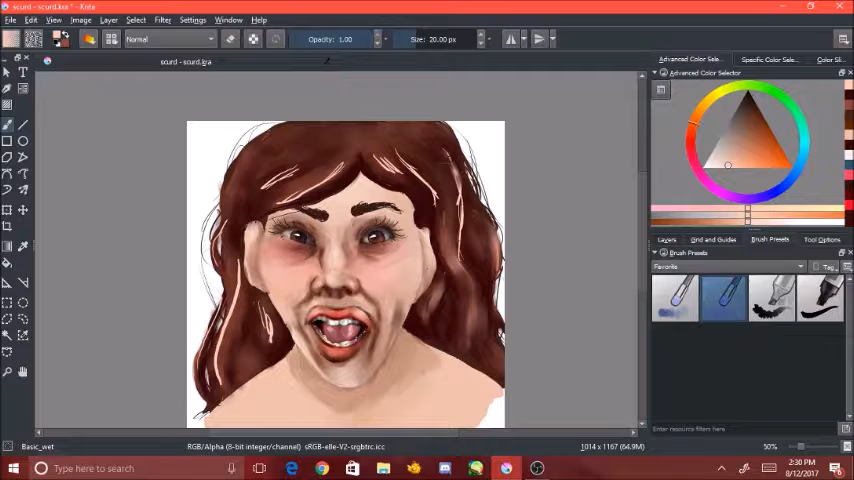 scurd - scurd.kra * - Krita
File Edit View Image Layer Select Filter Settings Window Help
Normal Opacity: 1.00 Size: 20.00 px
scurd - scurd.kra
Advanced Color Sele... Specific Color Sele... Color Sli...
Advanced Color Selector
Layers Grid and Guides Brush Presets Tool Options
Brush Presets
Favorite Tag
Enter resource filters here
Basic_wet RGB/Alpha (8-bit integer/channel) sRGB-elle-V2-srgbtrc.icc 1014 x 1167 (64.9M) 50%
Type here to search
2:30 PM
8/12/2017